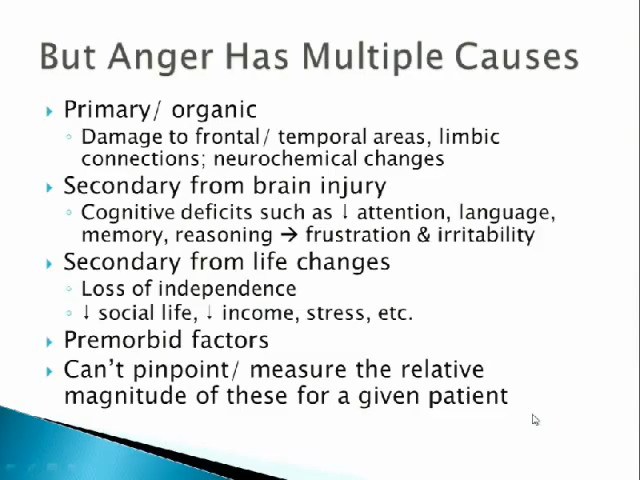 But Anger Has Multiple Causes
Primary/ organic
Damage to frontal/ temporal areas, limbic
connections; neurochemical changes
Secondary from brain injury
Cognitive deficits such as ↓ attention, language,
memory, reasoning → frustration & irritability
Secondary from life changes
Loss of independence
↓ social life, ↓ income, stress, etc.
Premorbid factors
Can’t pinpoint/ measure the relative
magnitude of these for a given patient